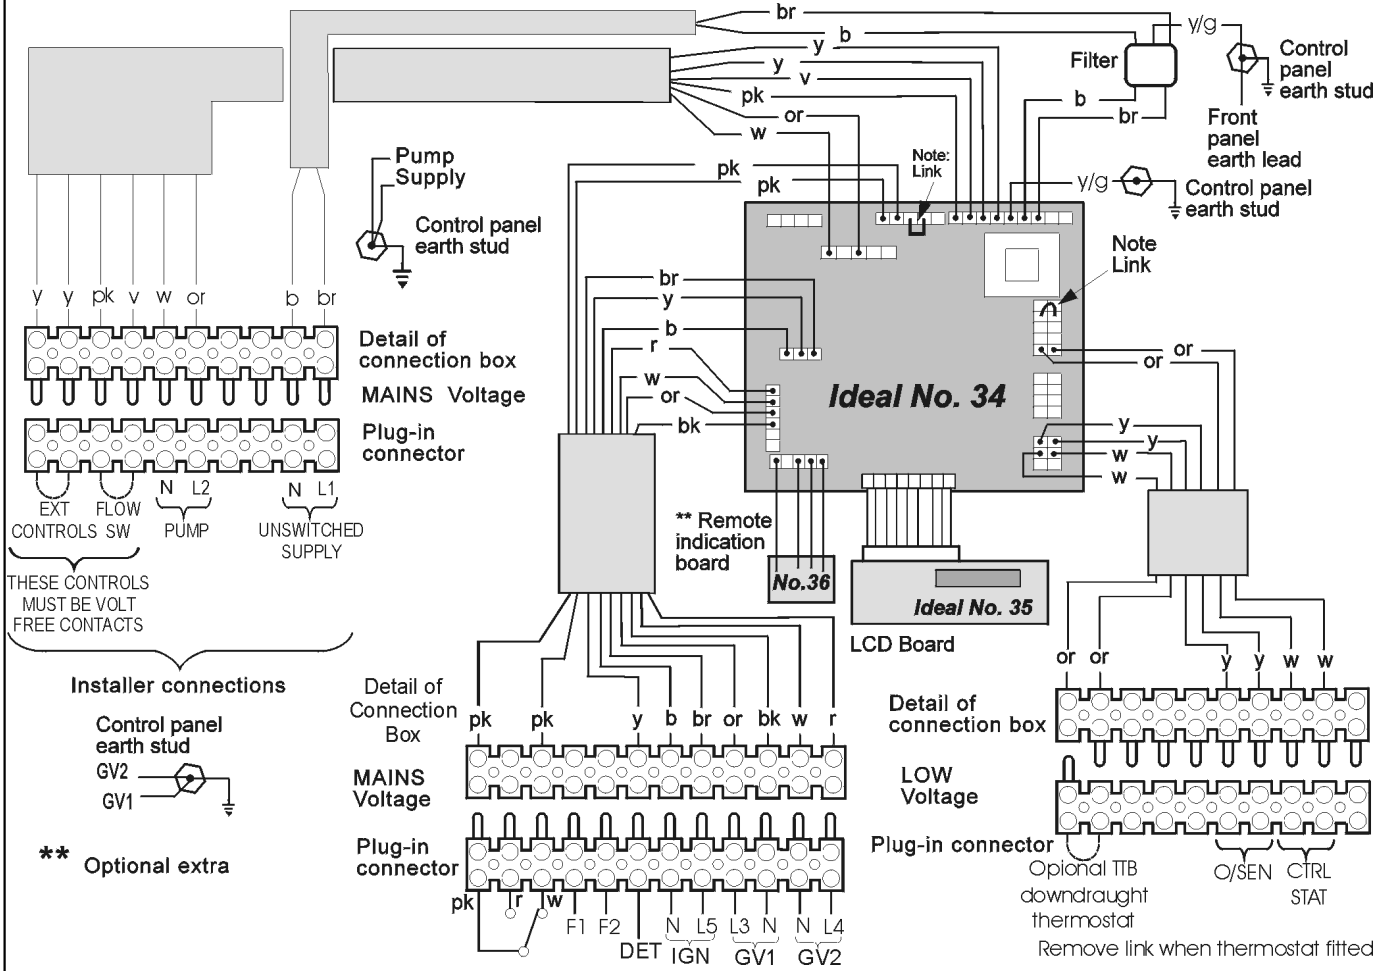 br
b
y/g
y
y
v
pk
or
w
Filter
b
br
Control
panel
earth stud
Front
panel
earth lead
Pump
Supply
Control panel
earth stud
pk
pk
Note:
Link
y/g
Control panel
earth stud
Note
Link
y y pk v w or b br
Detail of
connection box
MAINS Voltage
Plug-in
connector
br
y
b
r
w
or
bk
Ideal No. 34
or
or
y
y
w
w
EXT
CONTROLS
FLOW
SW
N L2
PUMP
N L1
UNSWITCHED
SUPPLY
THESE CONTROLS
MUST BE VOLT
FREE CONTACTS
Installer connections
** Remote
indication
board
No.36
Ideal No. 35
LCD Board
Control panel
earth stud
GV2
GV1
** Optional extra
Detail of
Connection
Box
pk pk y b br or bk w r
MAINS
Voltage
Plug-in
connector
pk r w
F1 F2 DET
N L5
IGN
L3 N
GV1
N L4
GV2
or or y y w w
Detail of
connection box
LOW
Voltage
Plug-in connector
Opional TTB
downdraught
thermostat
O/SEN
CTRL
STAT
Remove link when thermostat fitted